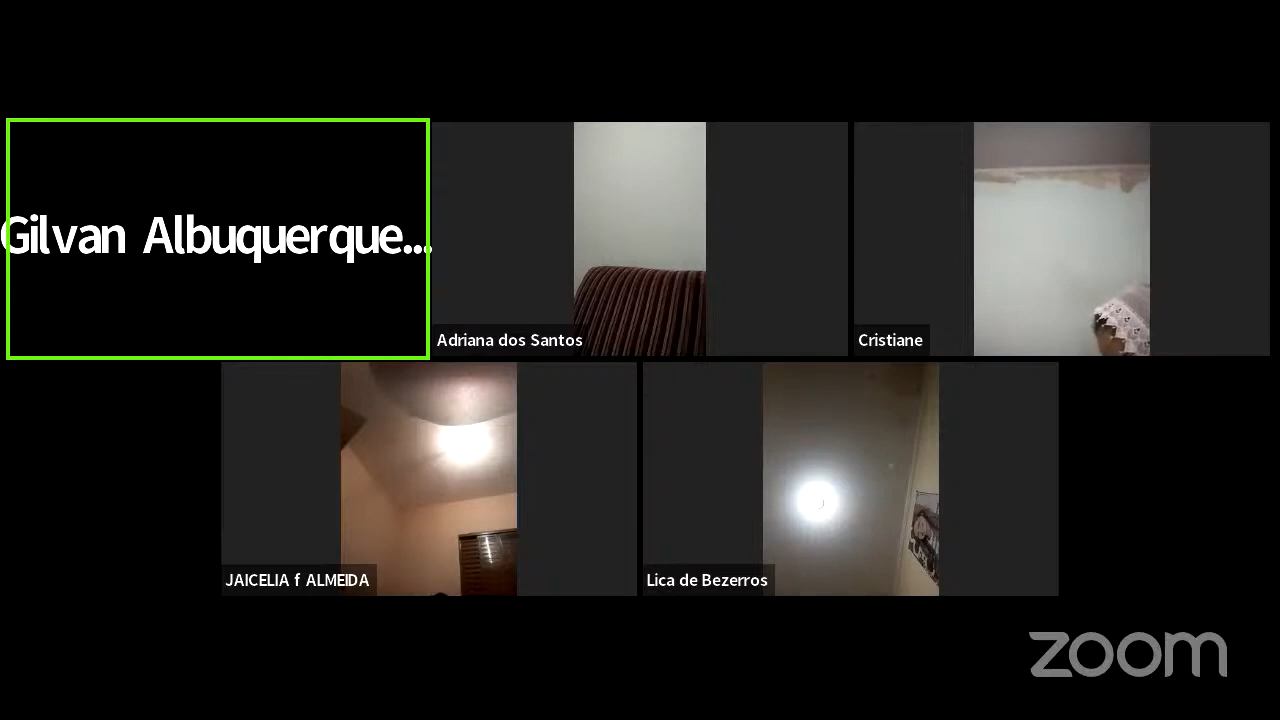 Gilvan Albuquerque...
Adriana dos Santos
Cristiane
JAICELIA f ALMEIDA
Lica de Bezerros
zoom